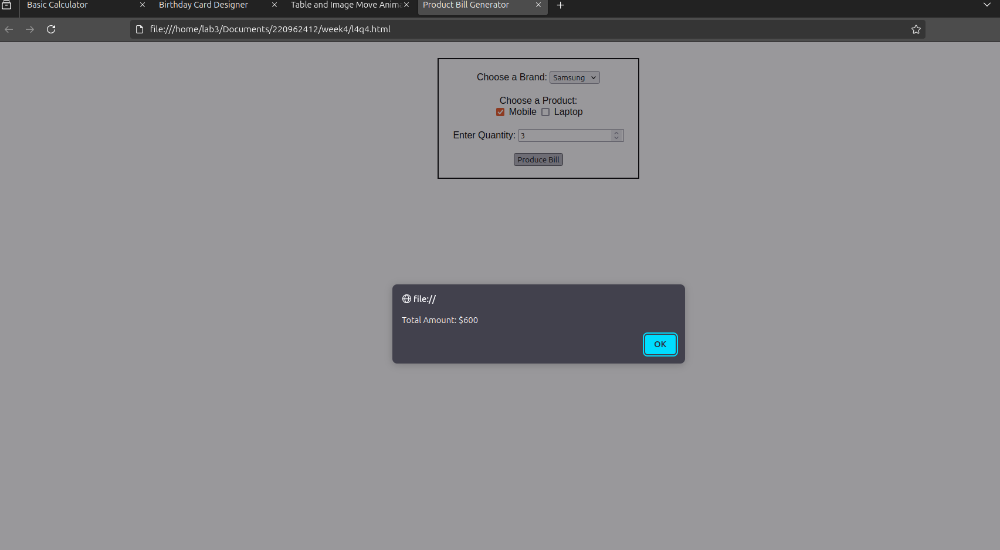 Basic Calculator
Birthday Card Designer
Table and Image Move Anima
Product Bill Generator
file:///home/lab3/Documents/220962412/week4/l4q4.html
Choose a Brand: Samsung
Choose a Product:
Mobile Laptop
Enter Quantity: 3
Produce Bill
file://
Total Amount: $600
OK